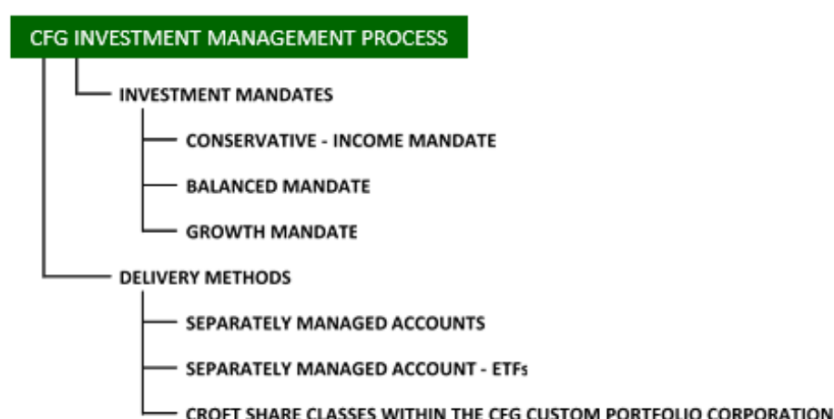 CFG INVESTMENT MANAGEMENT PROCESS
INVESTMENT MANDATES
CONSERVATIVE - INCOME MANDATE
BALANCED MANDATE
GROWTH MANDATE
DELIVERY METHODS
SEPARATELY MANAGED ACCOUNTS
SEPARATELY MANAGED ACCOUNT - ETFs
CROFT SHARE CLASSES WITHIN THE CFG CUSTOM PORTFOLIO CORPORATION